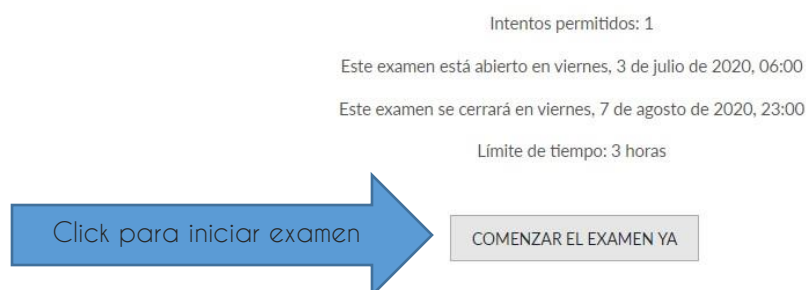 Intentos permitidos: 1
Este examen está abierto en viernes, 3 de julio de 2020, 06:00
Este examen se cerrará en viernes, 7 de agosto de 2020, 23:00
Límite de tiempo: 3 horas
Click para iniciar examen
COMENZAR EL EXAMEN YA